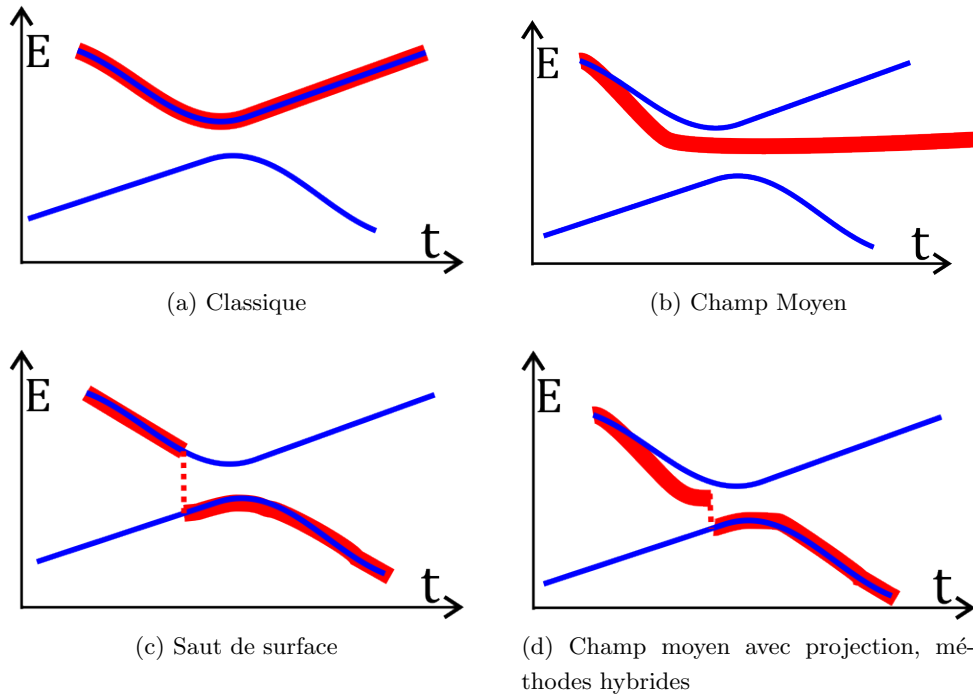 E
t
(a) Classique
E
t
(b) Champ Moyen
E
t
(c) Saut de surface
E
t
(d) Champ moyen avec projection, mé-
thodes hybrides